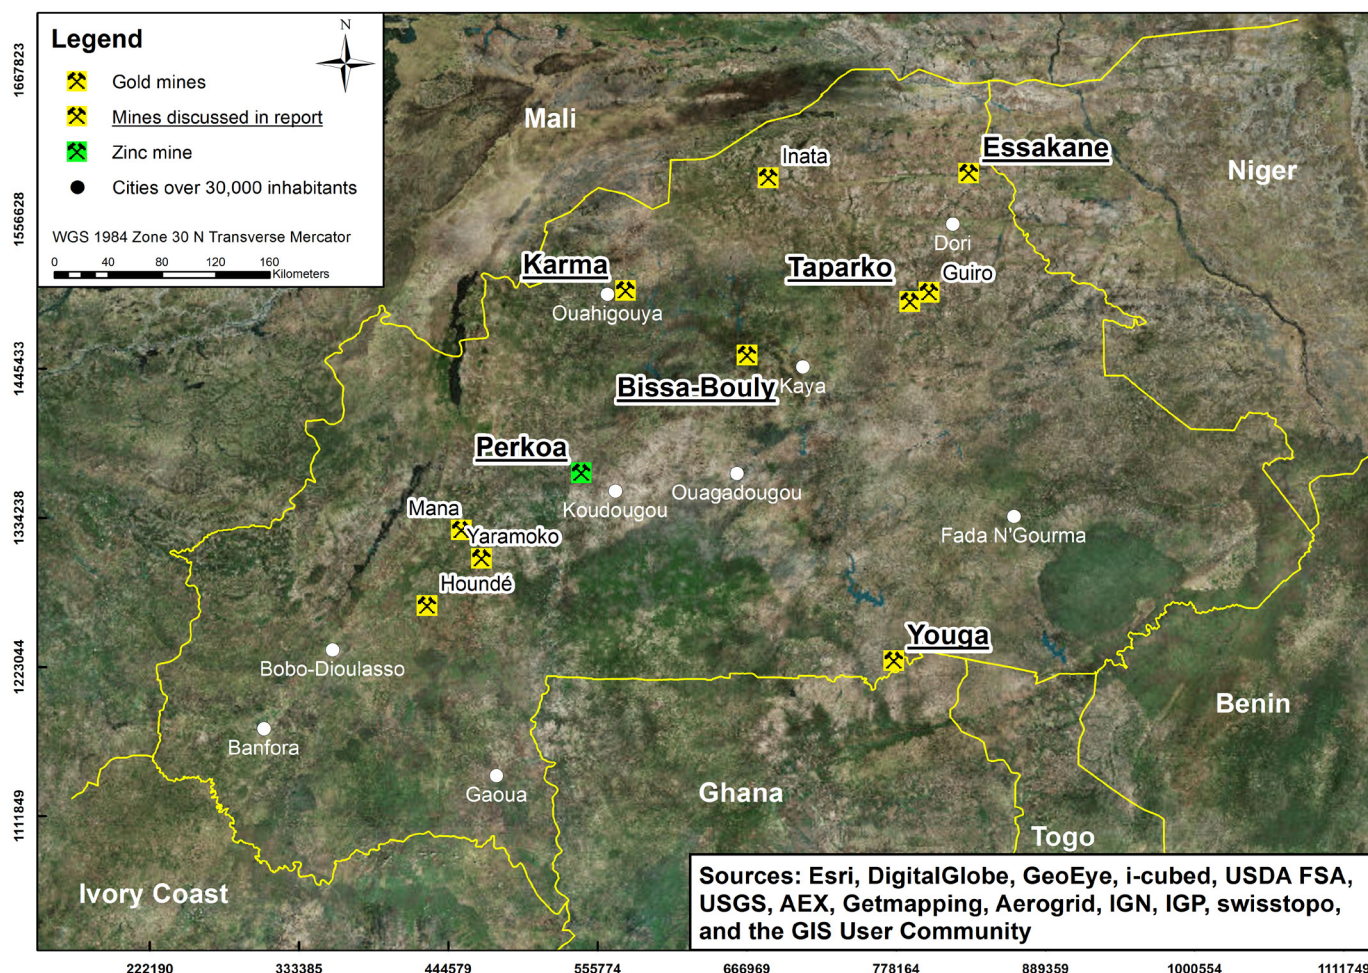 Legend
N
Gold mines
Mines discussed in report
Zinc mine
Cities over 30,000 inhabitants
WGS 1984 Zone 30 N Transverse Mercator
0 40 80 120 160
Kilometers
1667823
1556628
1445433
1334238
1223044
1111849
Mali
Niger
Inata
Essakane
Dori
Karma
Taparko
Guiro
Ouahigouya
Bissa-Bouly
Kaya
Perkoa
Ouagadougou
Koudougou
Mana
Yaramoko
Fada N'Gourma
Houndé
Youga
Bobo-Dioulasso
Benin
Banfora
Gaoua
Ghana
Togo
Ivory Coast
Sources: Esri, DigitalGlobe, GeoEye, i-cubed, USDA FSA,
USGS, AEX, Getmapping, Aerogrid, IGN, IGP, swisstopo,
and the GIS User Community
222190 333385 444579 555774 666969 778164 889359 1000554 1111749